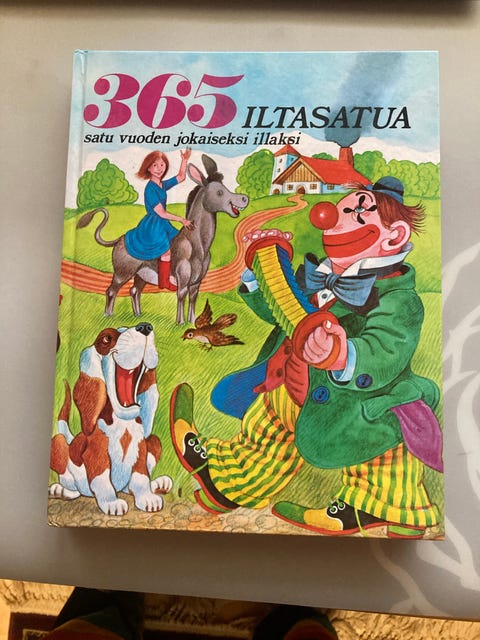 365 ILTASATUA
satu vuoden jokaiseksi illaksi